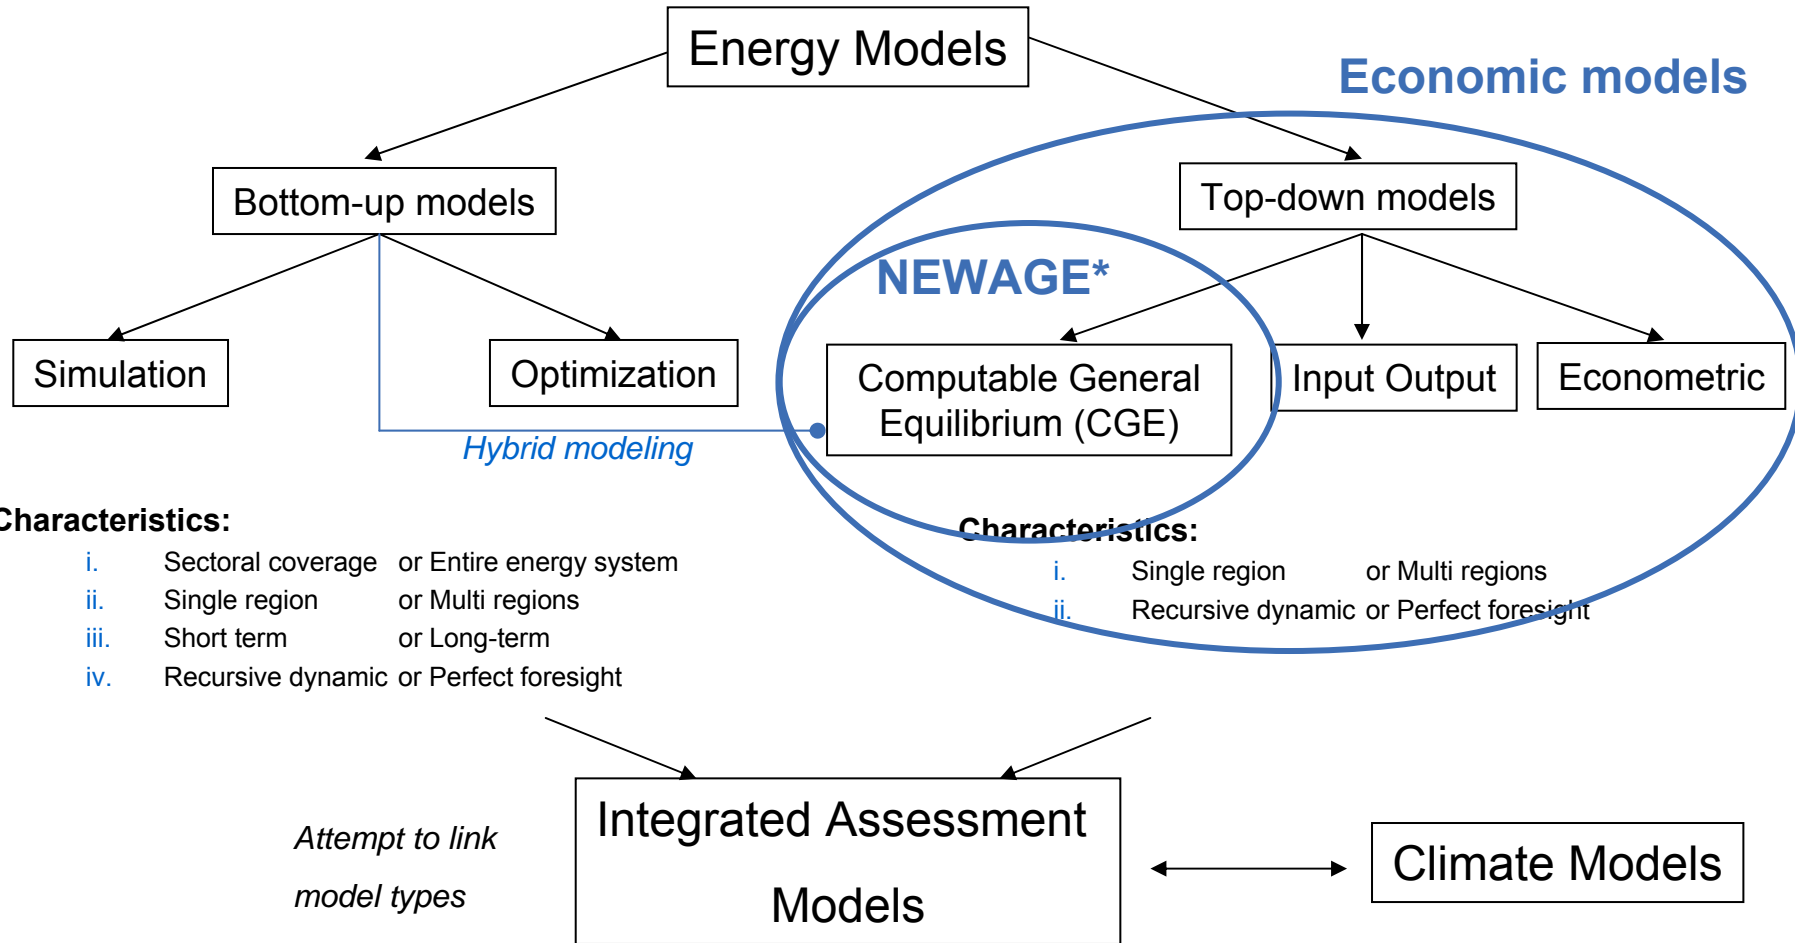 Energy Models
Economic models
Bottom-up models
Top-down models
NEWAGE*
Simulation
Optimization
Computable General
Equilibrium (CGE)
Input Output
Econometric
Hybrid modeling
Characteristics:
i. Sectoral coverage or Entire energy system
ii. Single region or Multi regions
iii. Short term or Long-term
iv. Recursive dynamic or Perfect foresight
Characteristics:
i. Single region or Multi regions
ii. Recursive dynamic or Perfect foresight
Attempt to link
model types
Integrated Assessment
Models
Climate Models